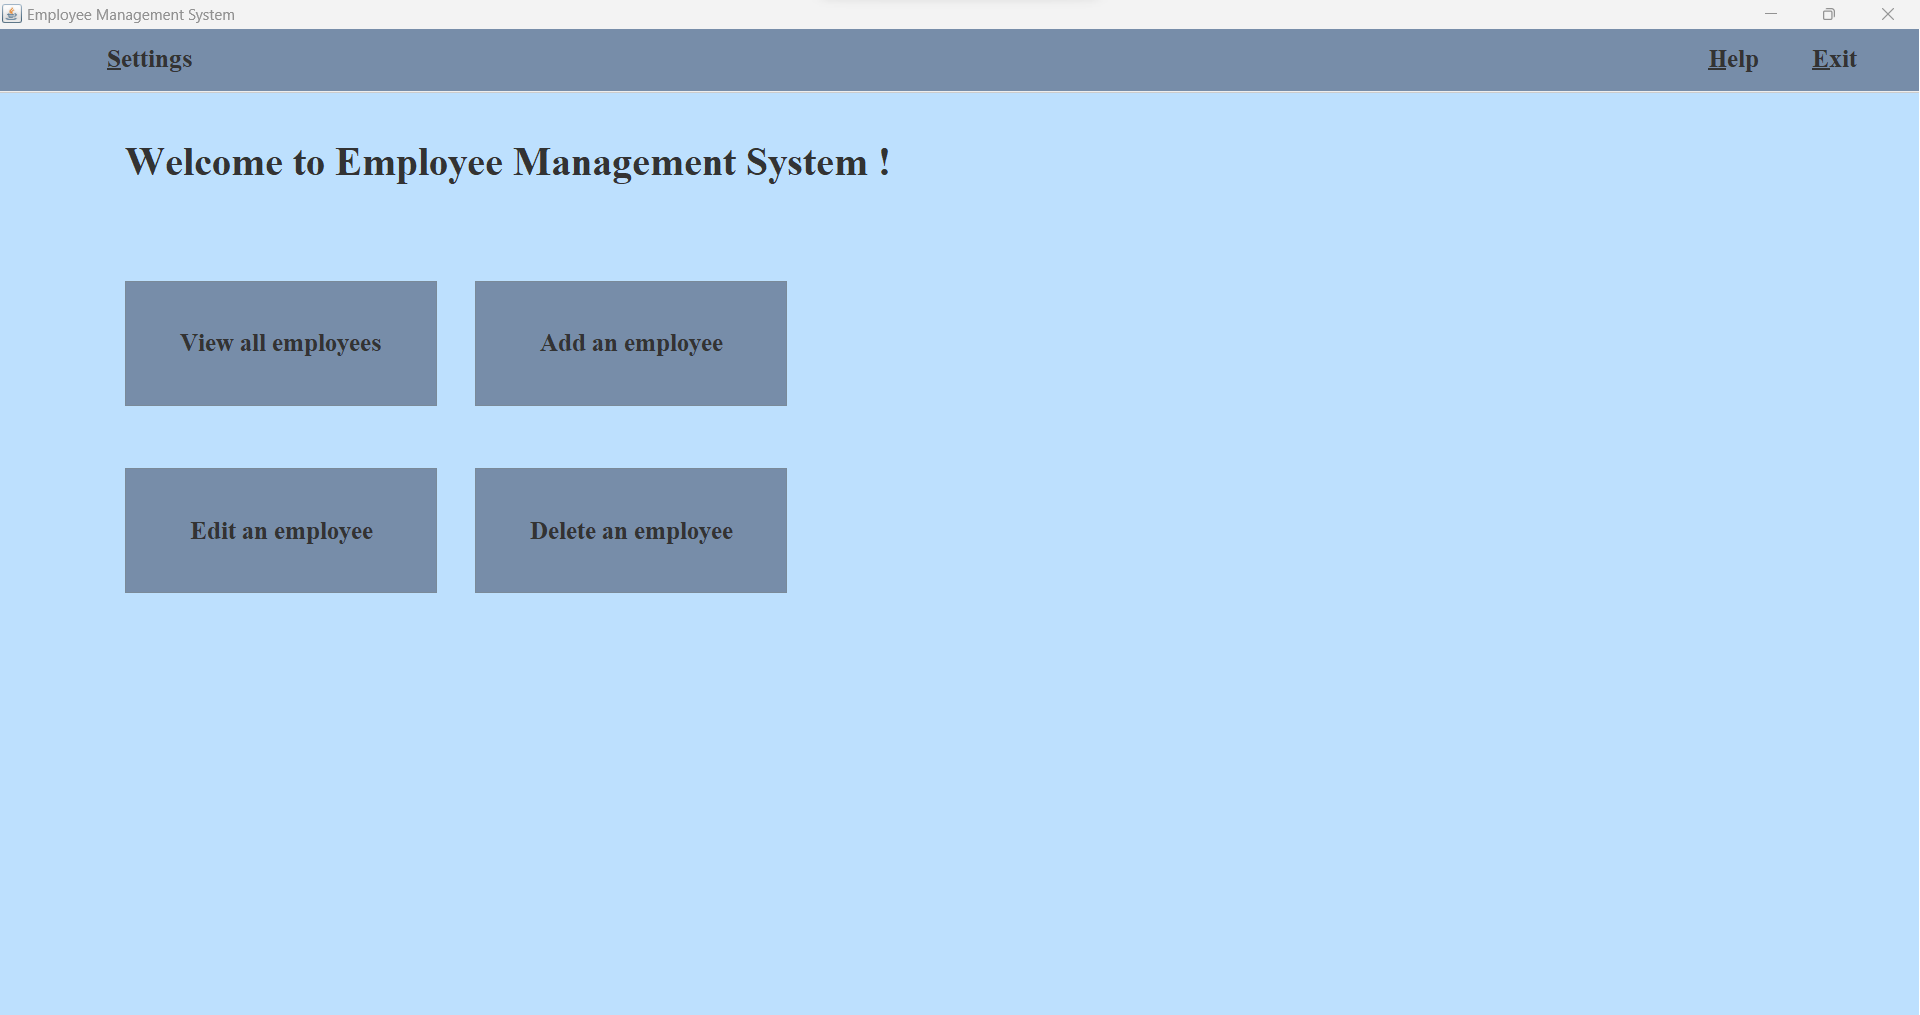 Employee Management System
Settings Help Exit
Welcome to Employee Management System !
View all employees Add an employee
Edit an employee Delete an employee